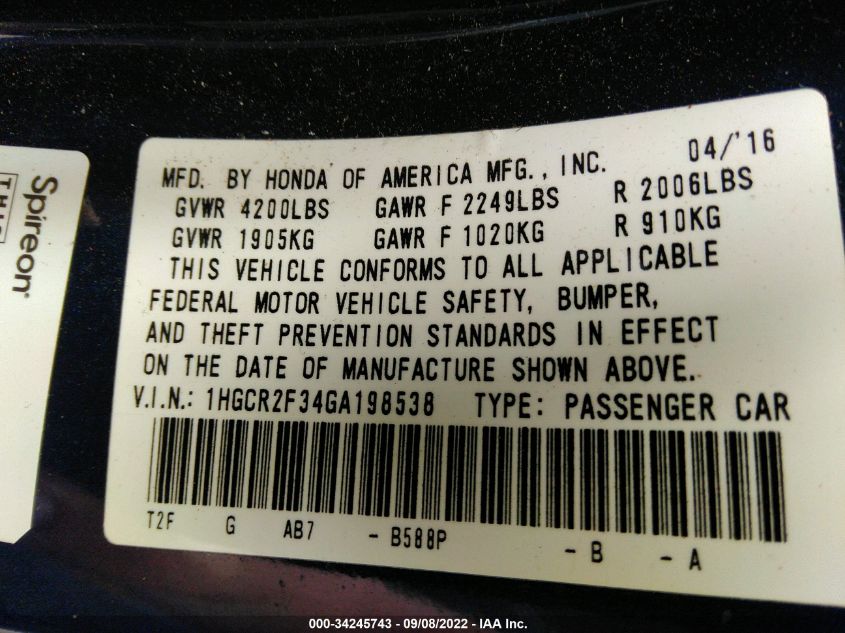 MFD. BY HONDA OF AMERICA MFG., INC. 04/'16
GVWR 4200LBS GAWR F 2249LBS R 2006LBS
GVWR 1905KG GAWR F 1020KG R 910KG
THIS VEHICLE CONFORMS TO ALL APPLICABLE
FEDERAL MOTOR VEHICLE SAFETY, BUMPER,
AND THEFT PREVENTION STANDARDS IN EFFECT
ON THE DATE OF MANUFACTURE SHOWN ABOVE.
V.I.N.: 1HGCR2F34GA198538 TYPE: PASSENGER CAR
T2F G AB7 - B588P - B - A
Spireon
000-34245743 - 09/08/2022 - IAA Inc.